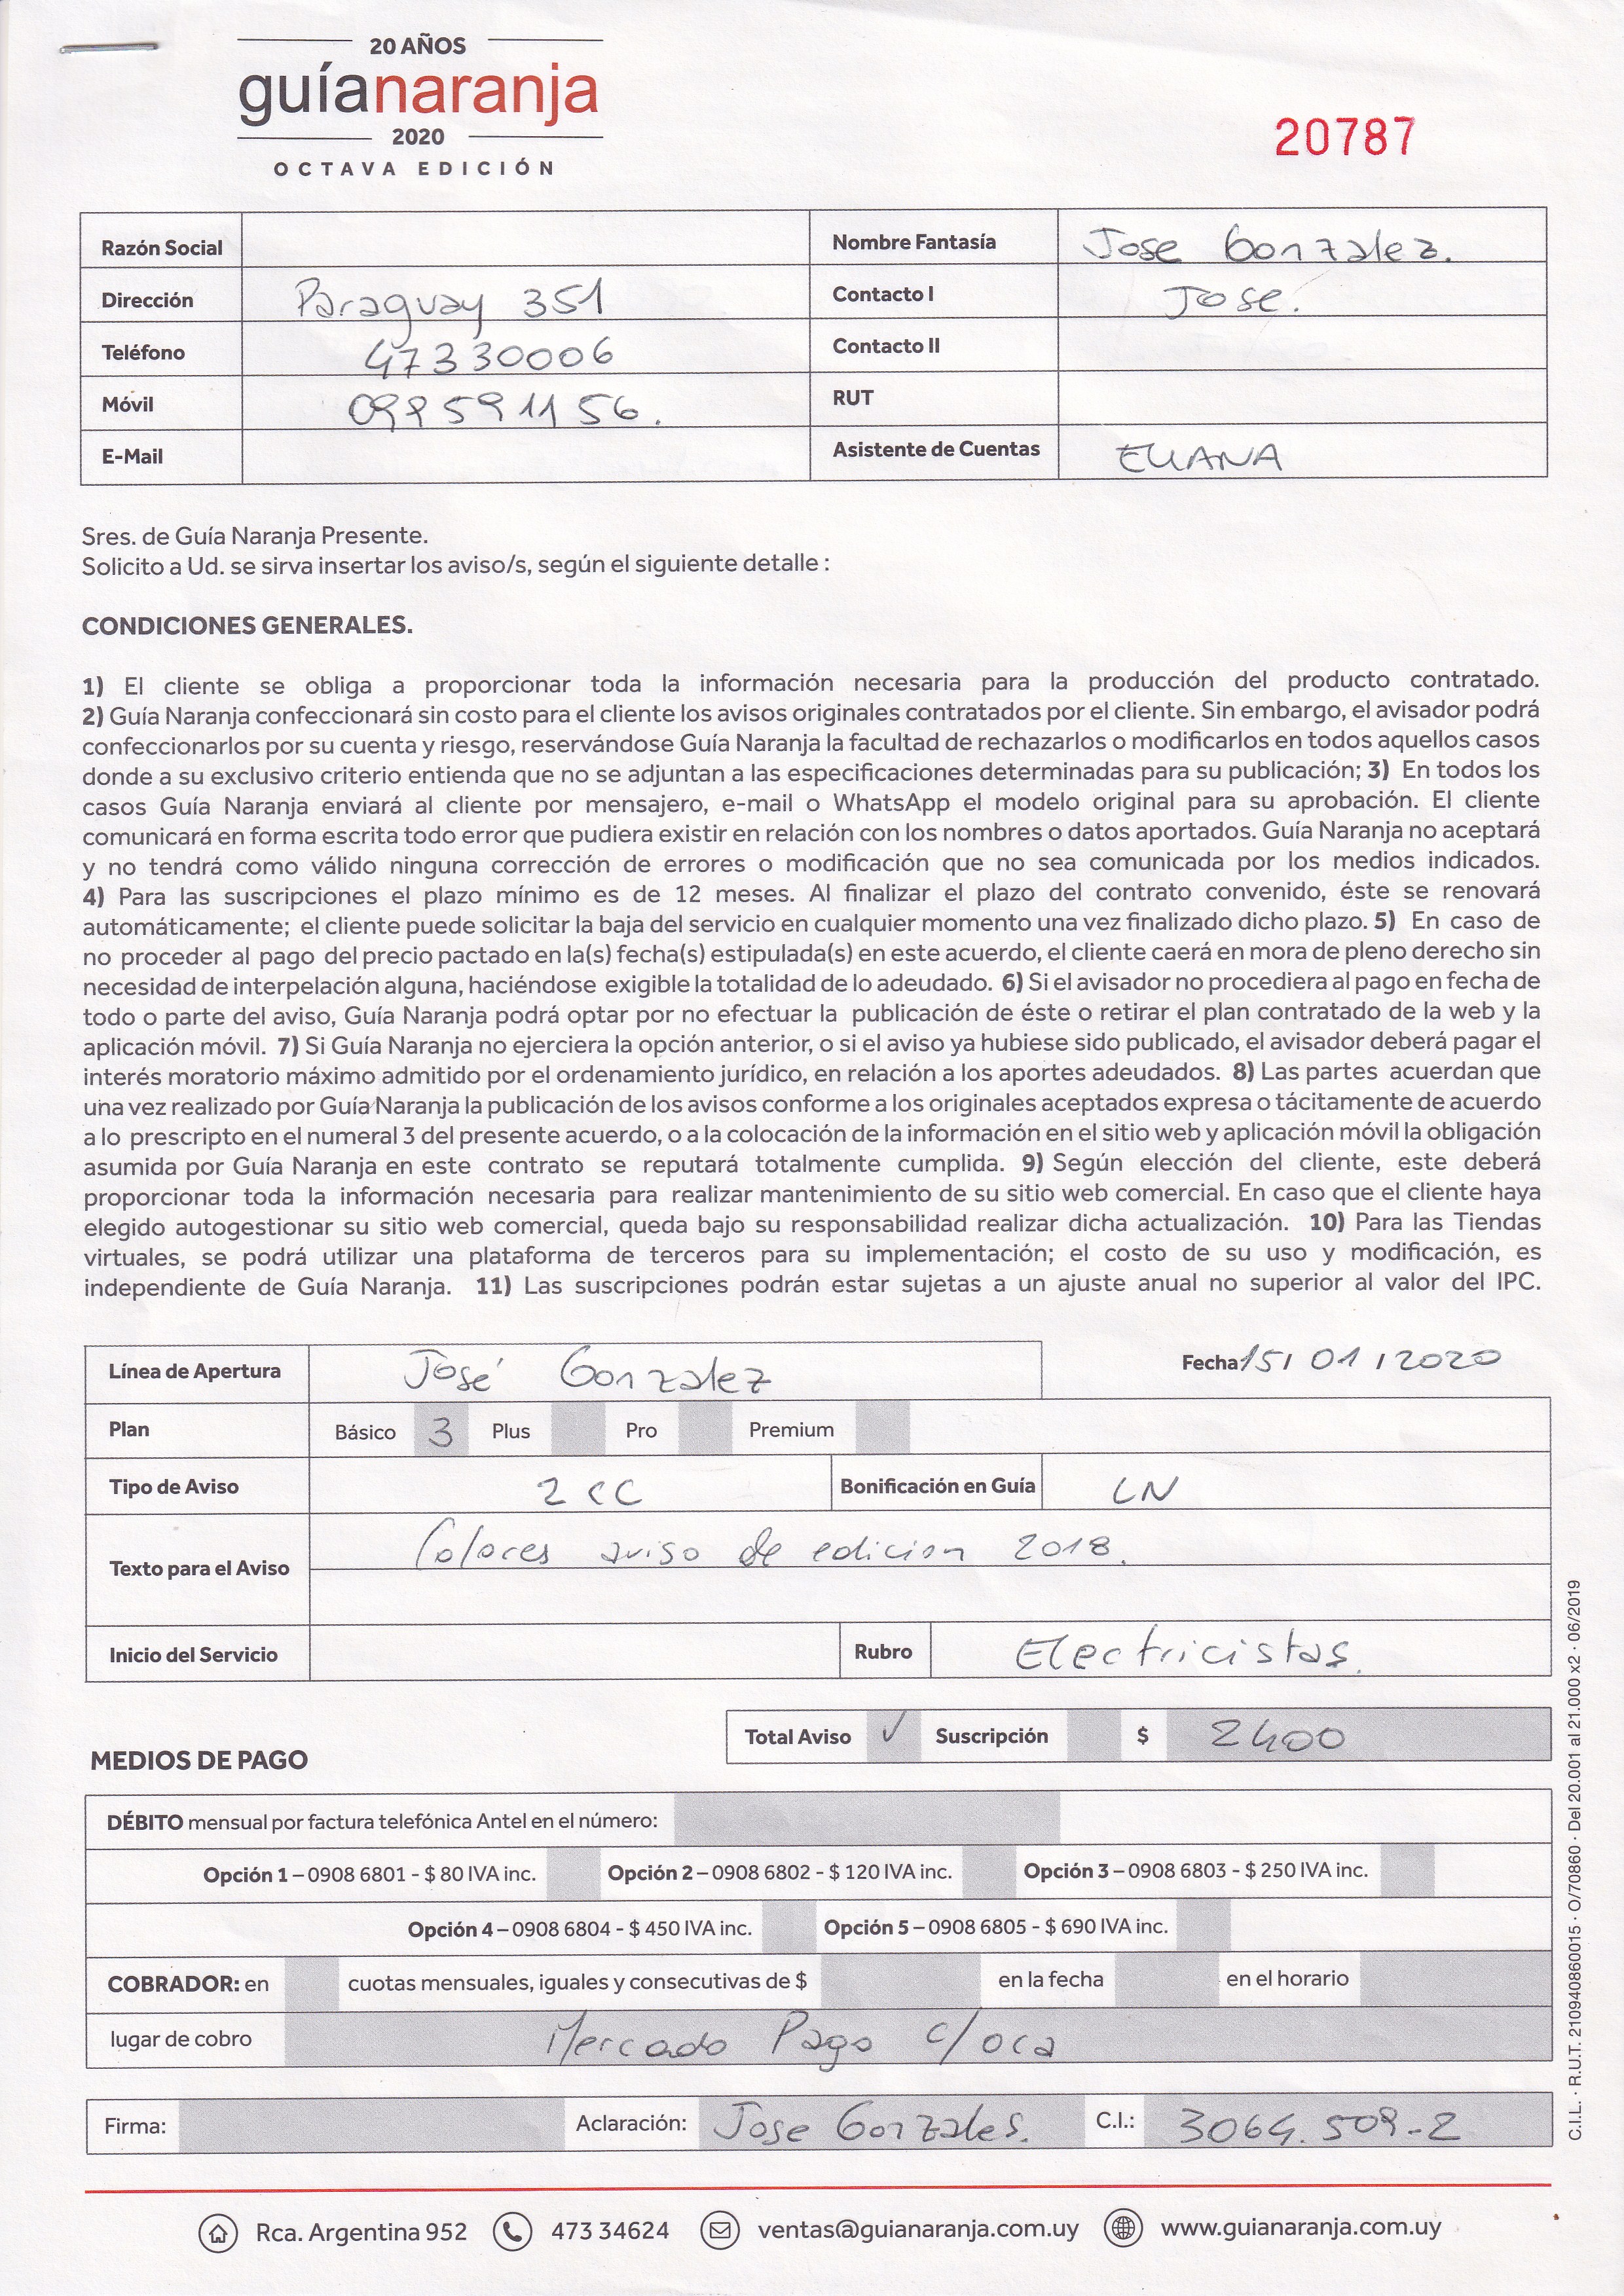 20 AÑOS
guíanaranja
2020
OCTAVA EDICIÓN
20787
Razón Social
Nombre Fantasía Jose Gonzalez.
Dirección Paraguay 351
Contacto I Jose.
Teléfono 47330006
Contacto II
Móvil 099591156.
RUT
E-Mail
Asistente de Cuentas ELIANA
Sres. de Guía Naranja Presente.
Solicito a Ud. se sirva insertar los aviso/s, según el siguiente detalle :
CONDICIONES GENERALES.
1) El cliente se obliga a proporcionar toda la información necesaria para la producción del producto contratado.
2) Guía Naranja confeccionará sin costo para el cliente los avisos originales contratados por el cliente. Sin embargo, el avisador podrá
confeccionarlos por su cuenta y riesgo, reservándose Guía Naranja la facultad de rechazarlos o modificarlos en todos aquellos casos
donde a su exclusivo criterio entienda que no se adjuntan a las especificaciones determinadas para su publicación; 3) En todos los
casos Guía Naranja enviará al cliente por mensajero, e-mail o WhatsApp el modelo original para su aprobación. El cliente
comunicará en forma escrita todo error que pudiera existir en relación con los nombres o datos aportados. Guía Naranja no aceptará
y no tendrá como válido ninguna corrección de errores o modificación que no sea comunicada por los medios indicados.
4) Para las suscripciones el plazo mínimo es de 12 meses. Al finalizar el plazo del contrato convenido, éste se renovará
automáticamente; el cliente puede solicitar la baja del servicio en cualquier momento una vez finalizado dicho plazo. 5) En caso de
no proceder al pago del precio pactado en la(s) fecha(s) estipulada(s) en este acuerdo, el cliente caerá en mora de pleno derecho sin
necesidad de interpelación alguna, haciéndose exigible la totalidad de lo adeudado. 6) Si el avisador no procediera al pago en fecha de
todo o parte del aviso, Guía Naranja podrá optar por no efectuar la publicación de éste o retirar el plan contratado de la web y la
aplicación móvil. 7) Si Guía Naranja no ejerciera la opción anterior, o si el aviso ya hubiese sido publicado, el avisador deberá pagar el
interés moratorio máximo admitido por el ordenamiento jurídico, en relación a los aportes adeudados. 8) Las partes acuerdan que
una vez realizado por Guía Naranja la publicación de los avisos conforme a los originales aceptados expresa o tácitamente de acuerdo
a lo prescripto en el numeral 3 del presente acuerdo, o a la colocación de la información en el sitio web y aplicación móvil la obligación
asumida por Guía Naranja en este contrato se reputará totalmente cumplida. 9) Según elección del cliente, este deberá
proporcionar toda la información necesaria para realizar mantenimiento de su sitio web comercial. En caso que el cliente haya
elegido autogestionar su sitio web comercial, queda bajo su responsabilidad realizar dicha actualización. 10) Para las Tiendas
virtuales, se podrá utilizar una plataforma de terceros para su implementación; el costo de su uso y modificación, es
independiente de Guía Naranja. 11) Las suscripciones podrán estar sujetas a un ajuste anual no superior al valor del IPC.
Línea de Apertura José Gonzalez
Fecha 15/ 01 / 2020
Plan Básico 3 Plus Pro Premium
Tipo de Aviso 2 CC Bonificación en Guía LN
Texto para el Aviso Colores aviso de edicion 2018.
Inicio del Servicio Rubro Electricistas.
Total Aviso ✓ Suscripción $ 2400
MEDIOS DE PAGO
DÉBITO mensual por factura telefónica Antel en el número:
Opción 1 – 0908 6801 - $ 80 IVA inc. Opción 2 – 0908 6802 - $ 120 IVA inc. Opción 3 – 0908 6803 - $ 250 IVA inc.
Opción 4 – 0908 6804 - $ 450 IVA inc. Opción 5 – 0908 6805 - $ 690 IVA inc.
COBRADOR: en cuotas mensuales, iguales y consecutivas de $ en la fecha en el horario
lugar de cobro Mercado Pago c/oca
Firma: Aclaración: Jose Gonzales. C.I.: 3064.509-2
C.I.L. · R.U.T. 210940860015 · O/70860 · Del 20.001 al 21.000 x2 · 06/2019
Rca. Argentina 952 473 34624 ventas@guianaranja.com.uy www.guianaranja.com.uy